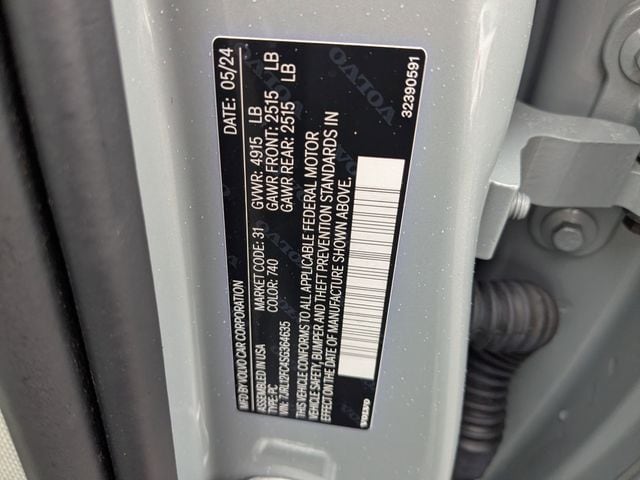 MFD BY VOLVO CAR CORPORATION DATE: 05/24
ASSEMBLED IN USA GVWR: 4915 LB
TYPE: PC MARKET CODE: 31 GAWR FRONT: 2515 LB
COLOR: 740 GAWR REAR: 2515 LB
VIN: 7JRL12FCASG364635
THIS VEHICLE CONFORMS TO ALL APPLICABLE FEDERAL MOTOR
VEHICLE SAFETY, BUMPER AND THEFT PREVENTION STANDARDS IN
EFFECT ON THE DATE OF MANUFACTURE SHOWN ABOVE.
VOLVO 32390591